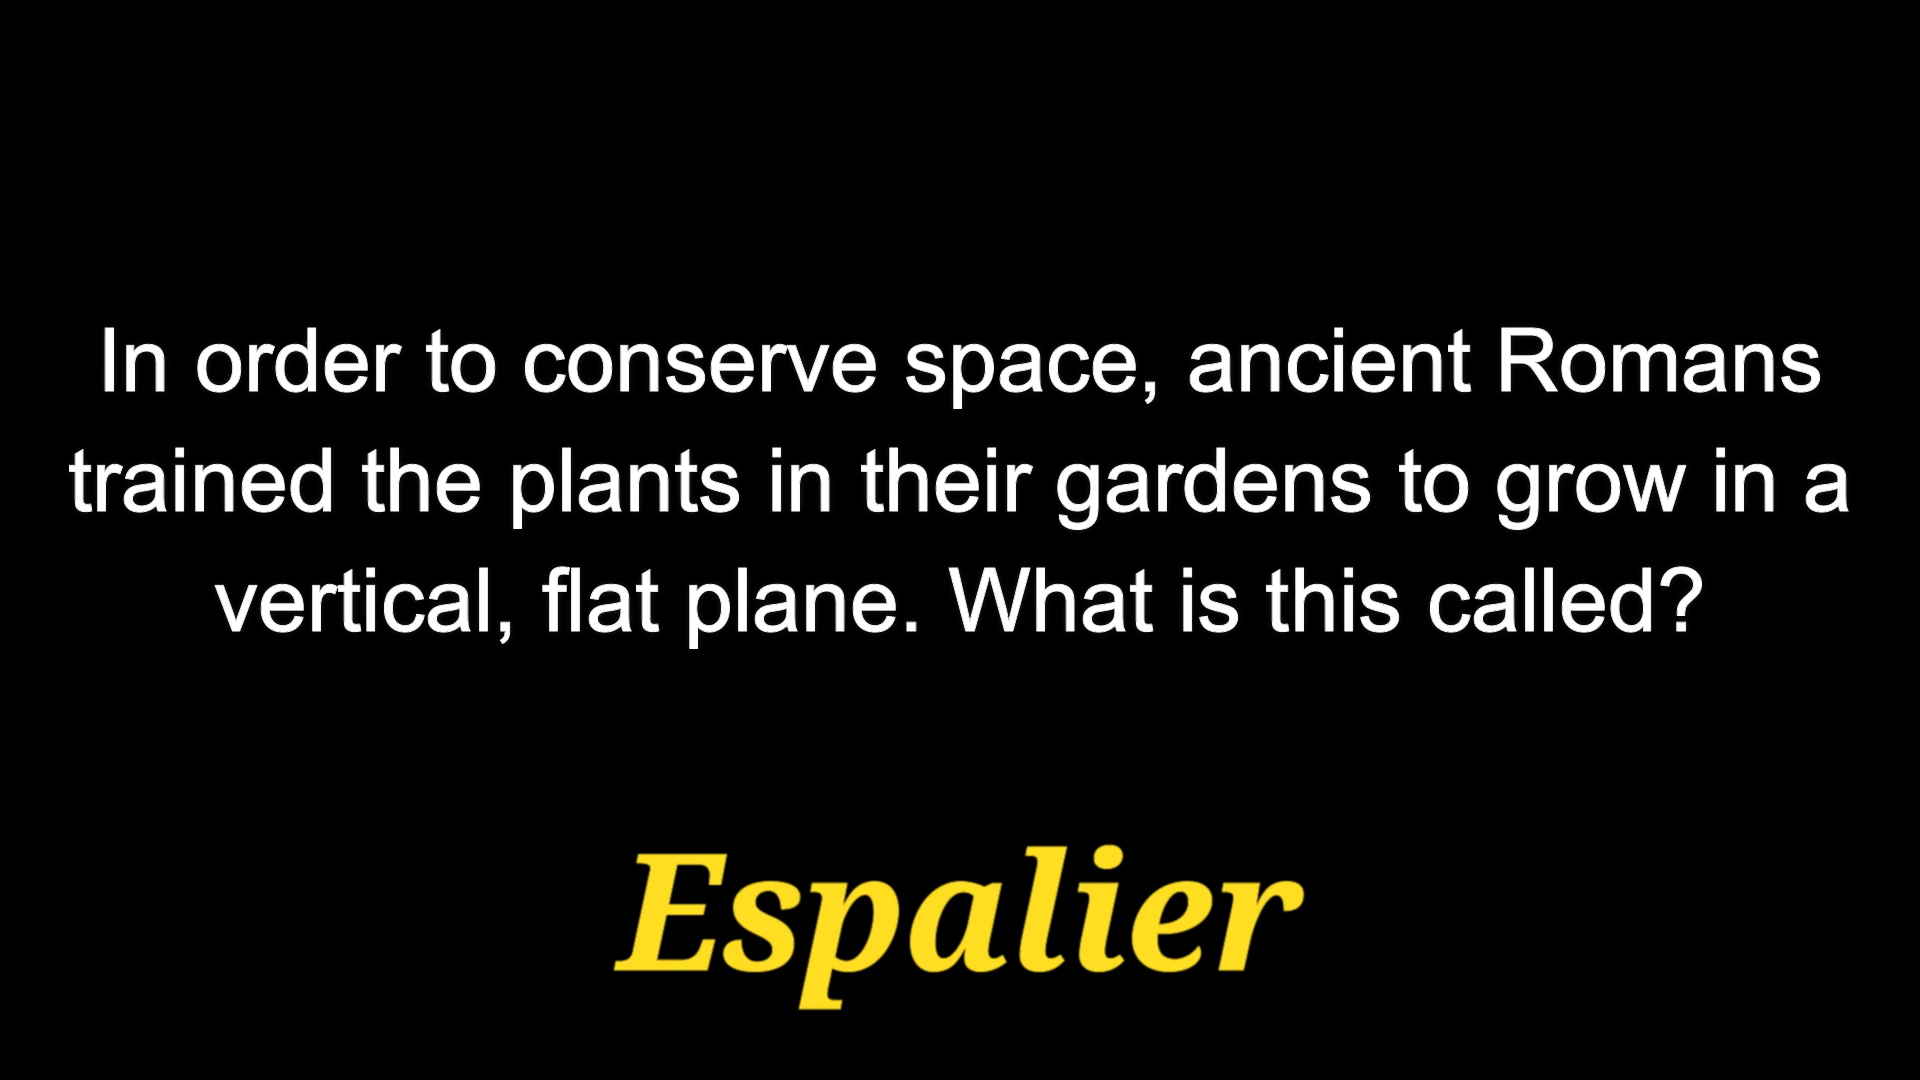 In order to conserve space, ancient Romans
trained the plants in their gardens to grow in a
vertical, flat plane. What is this called?
Espalier